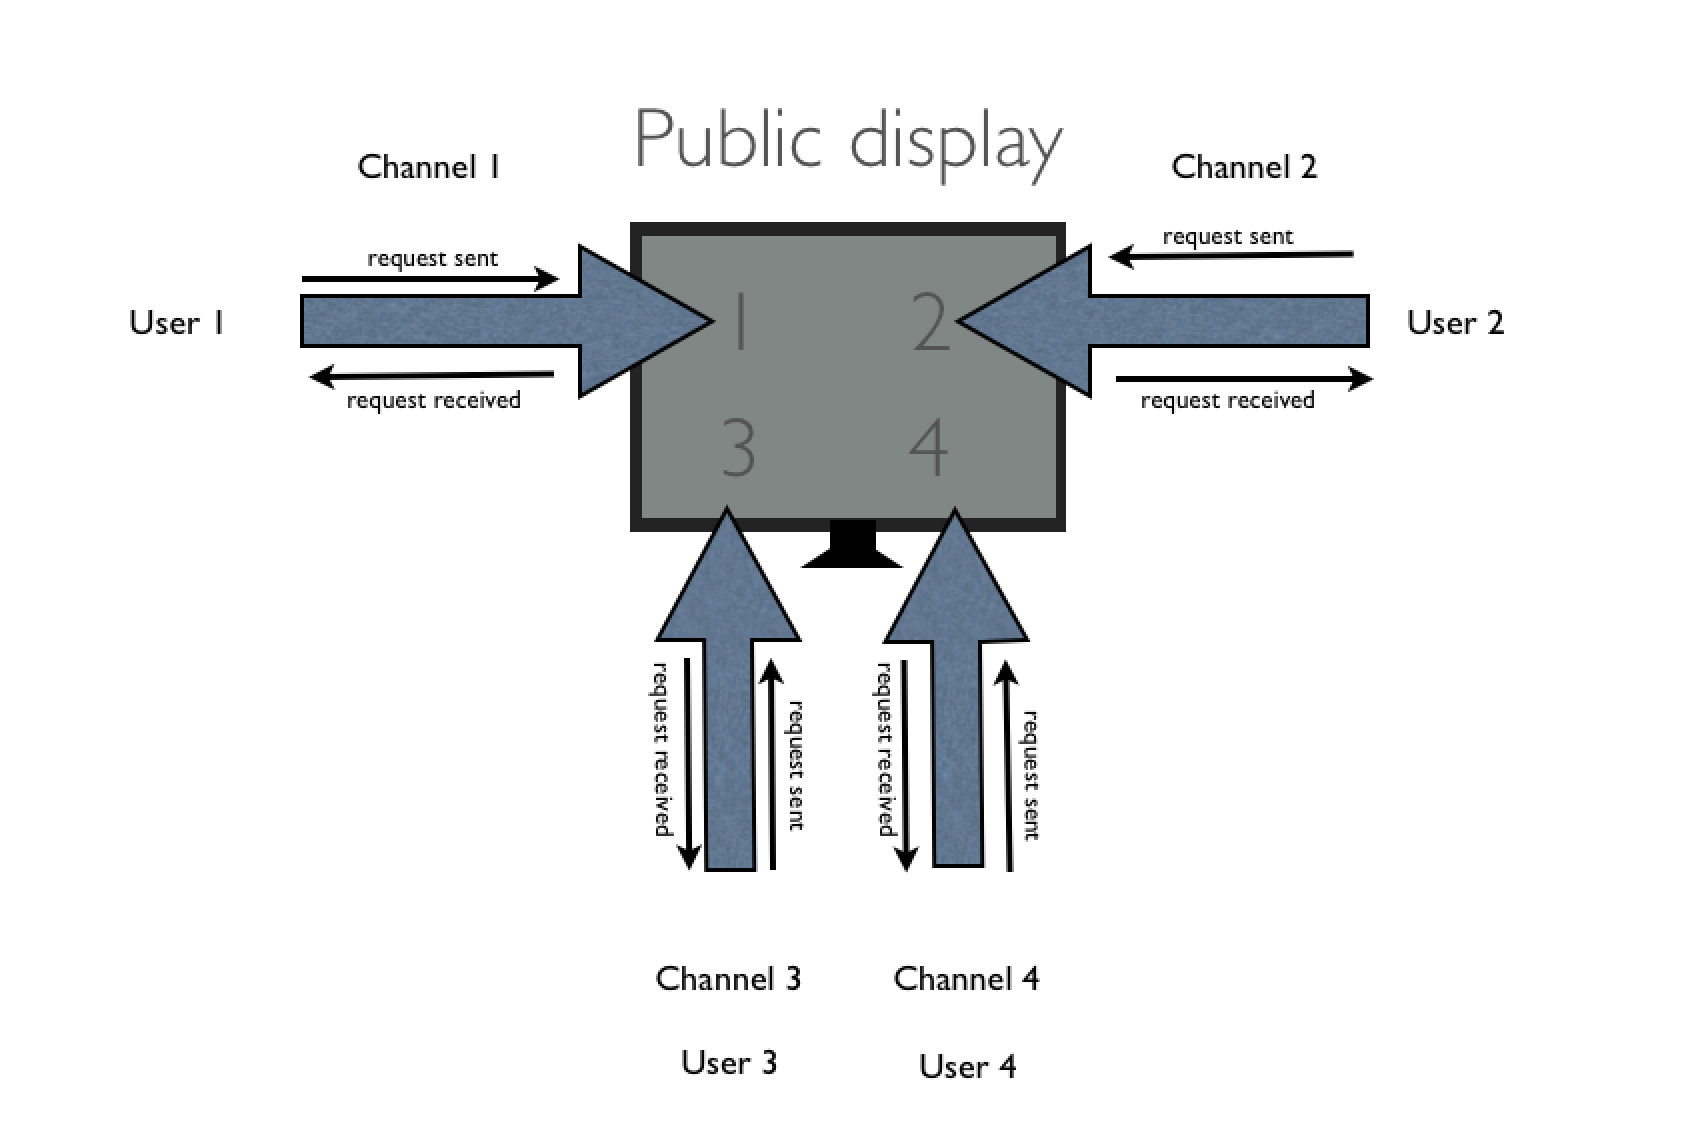 Public display
Channel 1
Channel 2
request sent
request sent
User 1
1
2
User 2
request received
request received
3
4
request received
request sent
request received
request sent
Channel 3
Channel 4
User 3
User 4